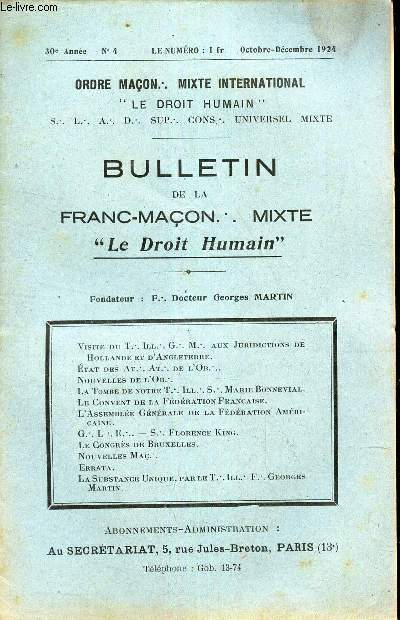 © www.le-livre.com
30e Année N° 4 LE NUMÉRO : 1 fr Octobre-Décembre 1924
ORDRE MAÇON∴ MIXTE INTERNATIONAL
" LE DROIT HUMAIN "
S∴ L∴ A∴ D∴ SUP∴ CONS∴ UNIVERSEL MIXTE
BULLETIN
DE LA
FRANC-MAÇON∴ MIXTE
"Le Droit Humain"
Fondateur : F∴ Docteur Georges MARTIN
VISITE DU T∴ ILL∴ G∴ M∴ AUX JURIDICTIONS DE
HOLLANDE ET D'ANGLETERRE.
ÉTAT DES AT∴ AT∴ DE L'OB∴.
NOUVELLES DE L'OB∴
LA TOMBE DE NOTRE T∴ ILL∴ S∴ MARIE BONNEVIAL.
LE CONVENT DE LA FÉDÉRATION FRANÇAISE.
L'ASSEMBLÉE GÉNÉRALE DE LA FÉDÉRATION AMÉRI-
CAINE.
G∴ L∴ R∴. — S∴ FLORENCE KING.
LE CONGRÈS DE BRUXELLES.
NOUVELLES MAÇ∴
ERRATA.
LA SUBSTANCE UNIQUE, PAR LE T∴ ILL∴ F∴ GEORGES
MARTIN.
ABONNEMENTS-ADMINISTRATION :
AU SECRÉTARIAT, 5, rue Jules-Breton, PARIS (13e)
Téléphone : Gob. 13-74